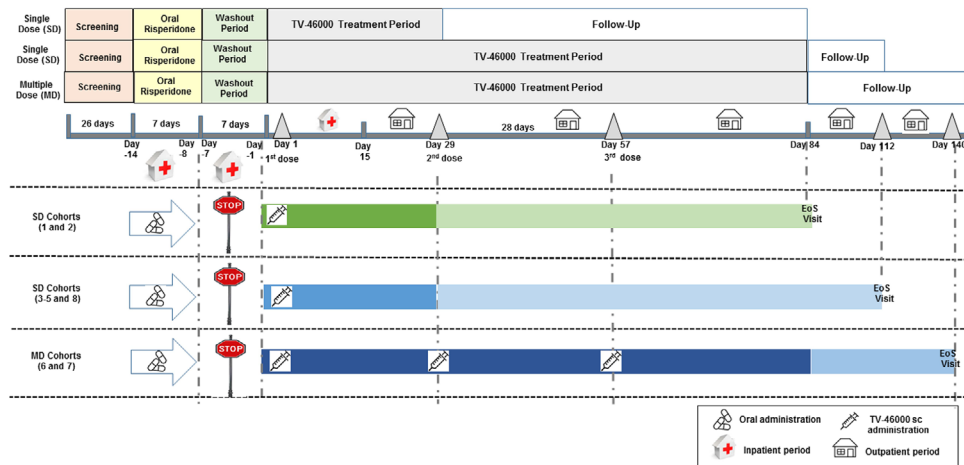 Single
Dose (SD)
Screening
Oral
Risperidone
Washout
Period
TV-46000 Treatment Period
Follow-Up
Single
Dose (SD)
Screening
Oral
Risperidone
Washout
Period
TV-46000 Treatment Period
Follow-Up
Multiple
Dose (MD)
Screening
Oral
Risperidone
Washout
Period
TV-46000 Treatment Period
Follow-Up
26 days
7 days
7 days
28 days
Day
-14
Day
-8
Day
-7
Day
-1
Day 1
1st dose
Day
15
Day 29
2nd dose
Day 57
3rd dose
Day 84
Day 112
Day 140
SD Cohorts
(1 and 2)
STOP
EoS
Visit
SD Cohorts
(3-5 and 8)
STOP
EoS
Visit
MD Cohorts
(6 and 7)
STOP
EoS
Visit
Oral administration
TV-46000 sc
administration
Inpatient period
Outpatient period